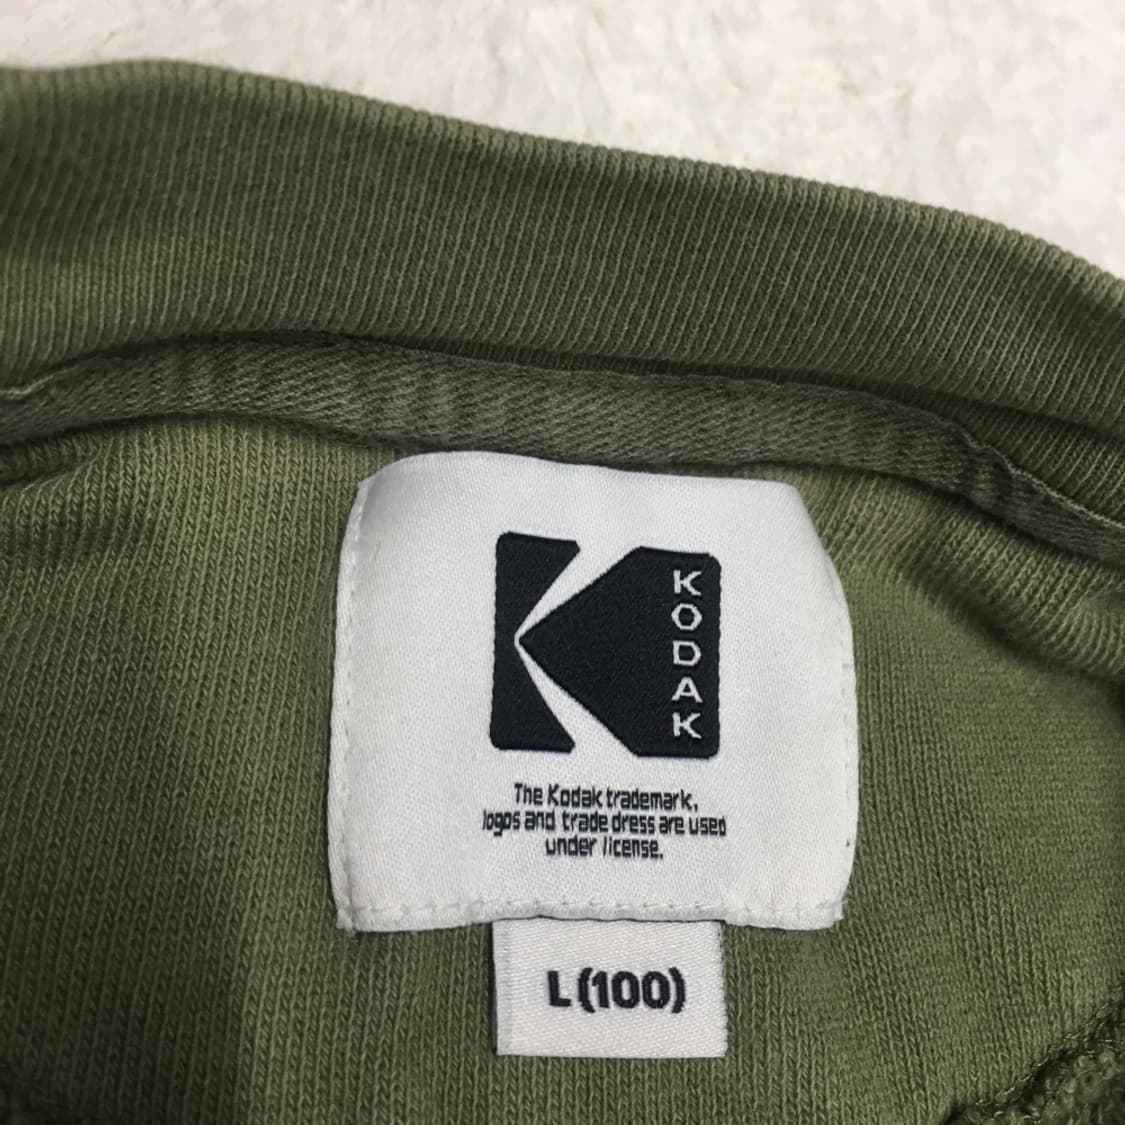 KODAK
The Kodak trademark,
logos and trade dress are used
under license.
L (100)